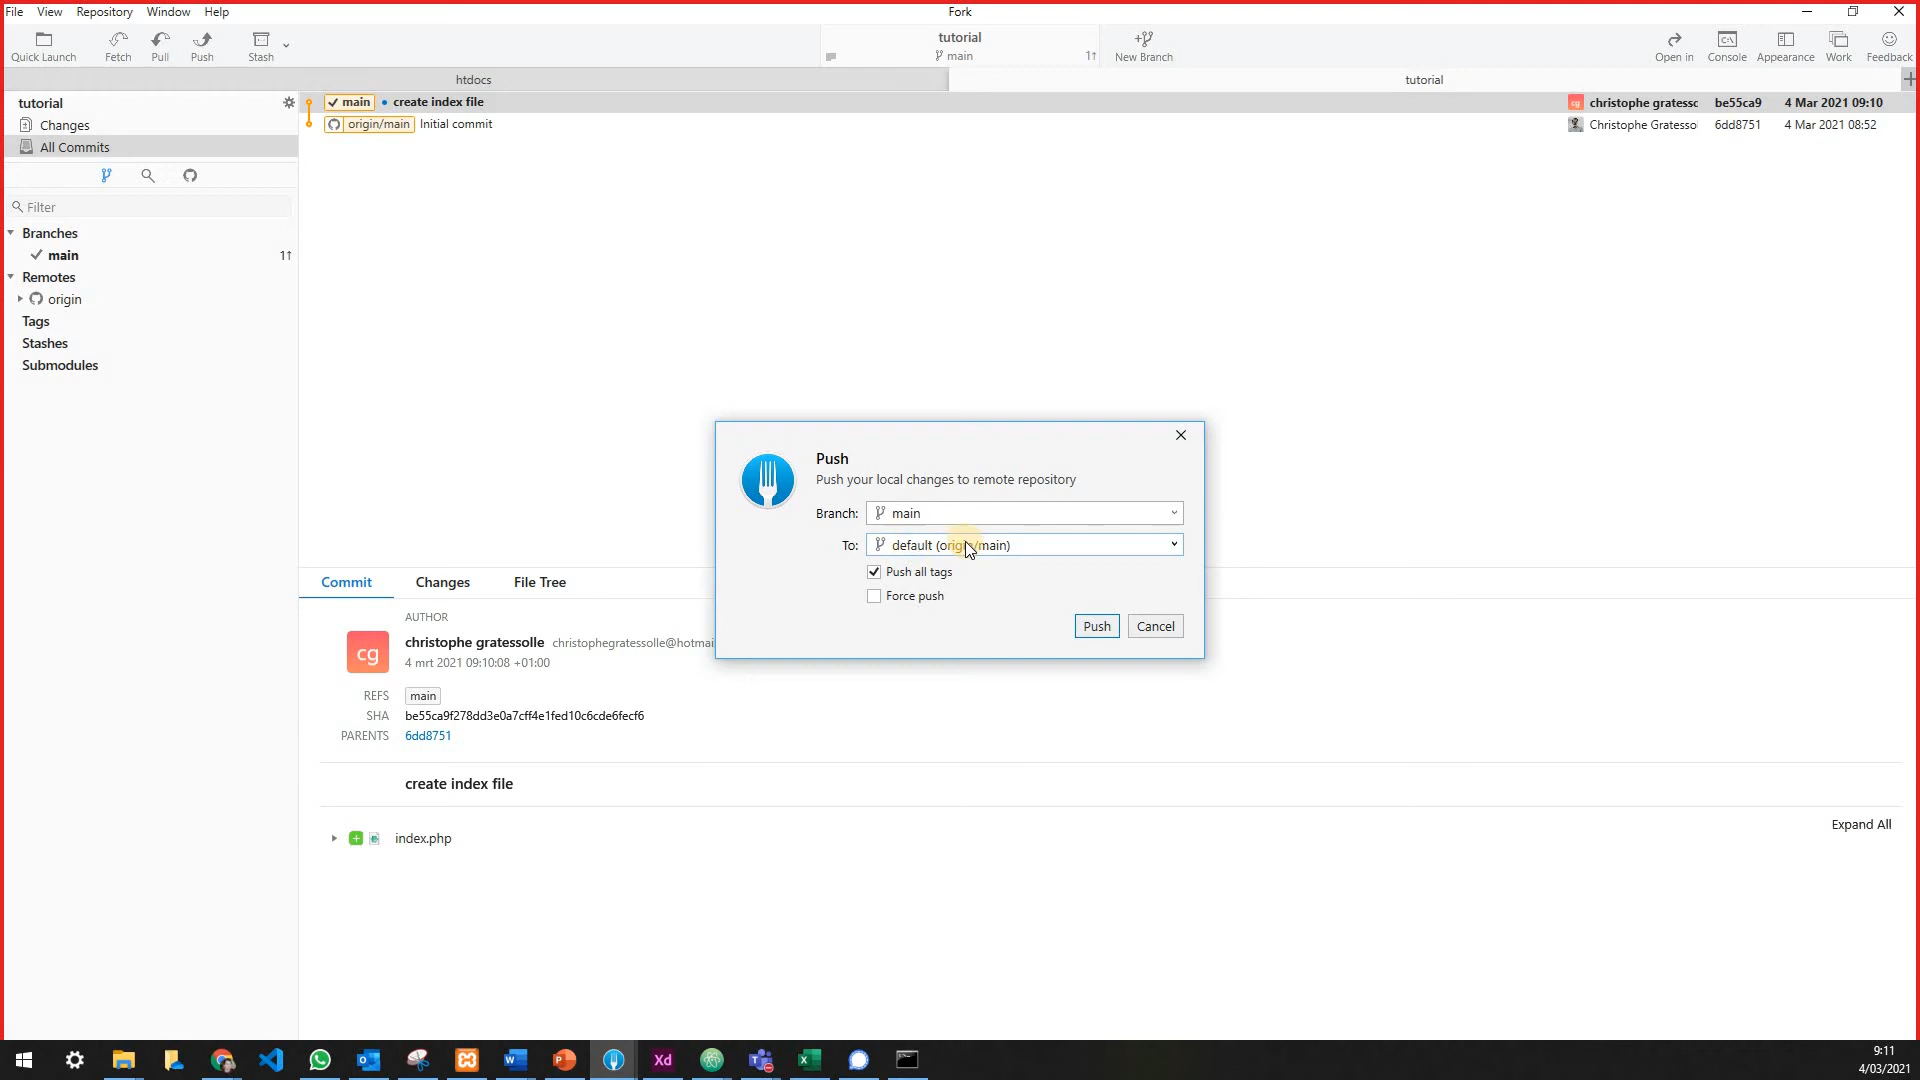 File View Repository Window Help
Fork
Quick Launch
Fetch
Pull
Push
Stash
tutorial
main
1↑
New Branch
Open in
Console
Appearance
Work
Feedback
htdocs
tutorial
tutorial
Changes
All Commits
Filter
Branches
main 1↑
Remotes
origin
Tags
Stashes
Submodules
main create index file christophe gratessc be55ca9 4 Mar 2021 09:10
origin/main Initial commit Christophe Gratesso 6dd8751 4 Mar 2021 08:52
Push
Push your local changes to remote repository
Branch: main
To: default (origin/main)
Push all tags
Force push
Push Cancel
Commit Changes File Tree
AUTHOR
cg
christophe gratessolle christophegratessolle@hotmai
4 mrt 2021 09:10:08 +01:00
REFS main
SHA be55ca9f278dd3e0a7cff4e1fed10c6cde6fecf6
PARENTS 6dd8751
create index file
Expand All
index.php
9:11
4/03/2021